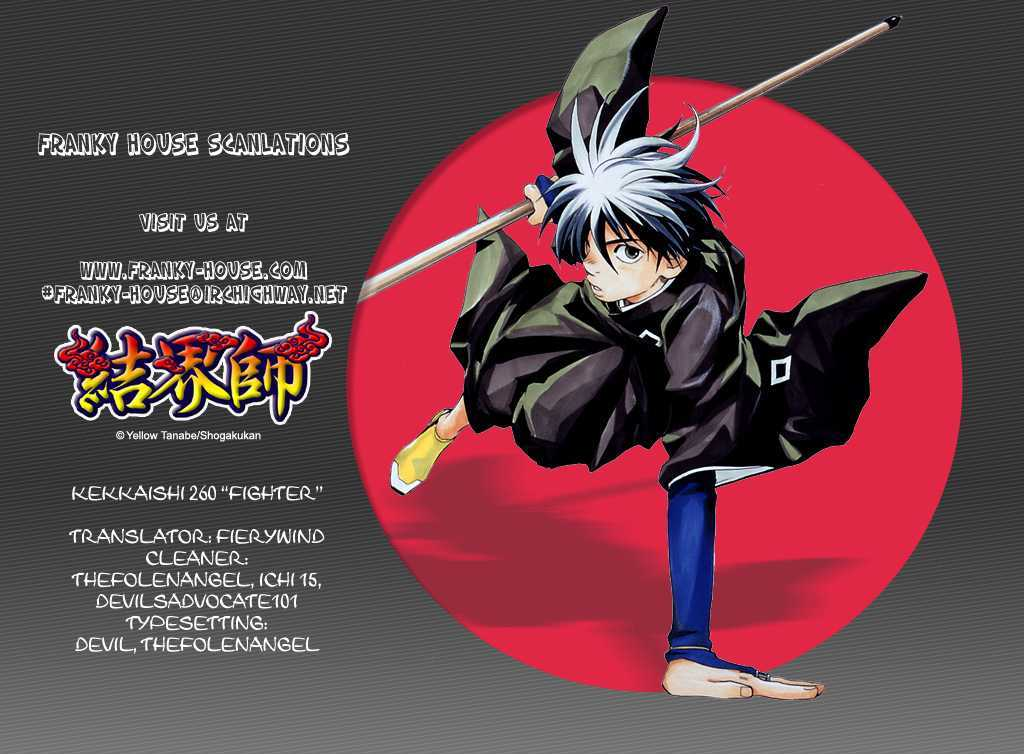 FRANKY HOUSE SCANLATIONS
VISIT US AT
WWW.FRANKY-HOUSE.COM
#FRANKY-HOUSE@IRCHIGHWAY.NET
結界師
© Yellow Tanabe/Shogakukan
KEKKAISHI 260 "FIGHTER"
TRANSLATOR: FIERYWIND
CLEANER:
THEFOLENANGEL, ICHI 15,
DEVILSADVOCATE101
TYPESETTING:
DEVIL, THEFOLENANGEL